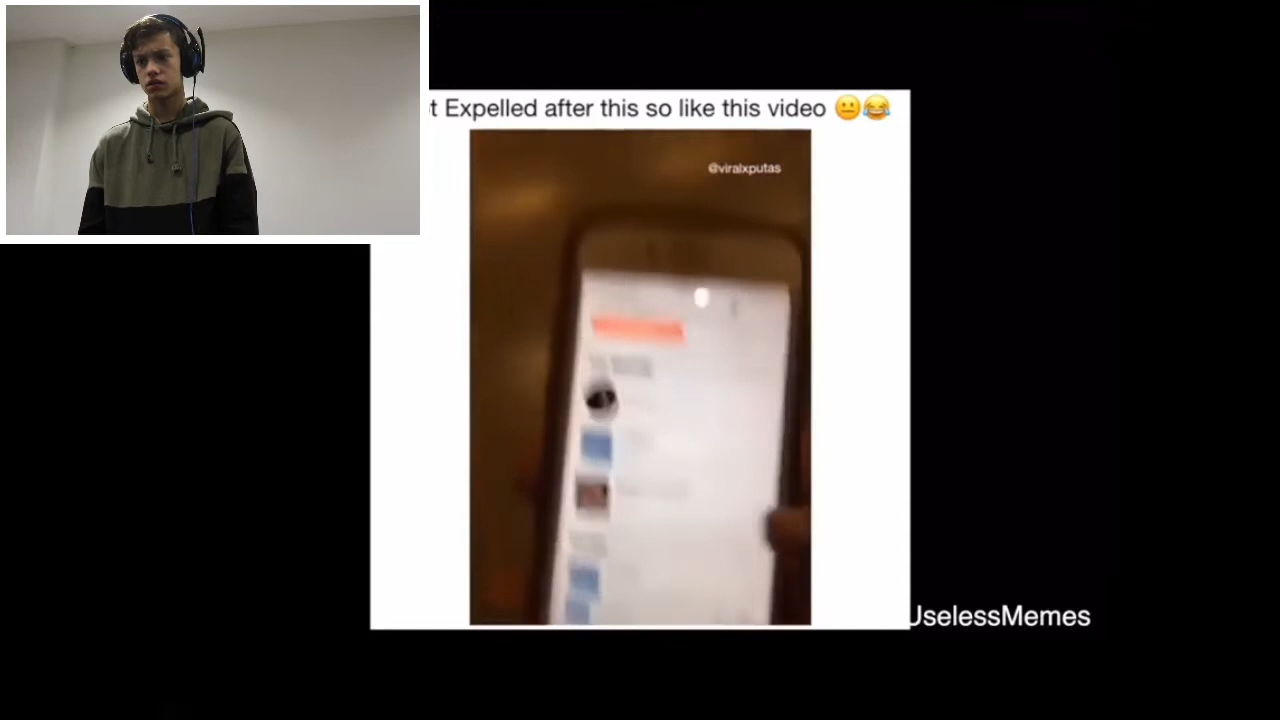 t Expelled after this so like this video 😐😂
@viralxputas
UselessMemes